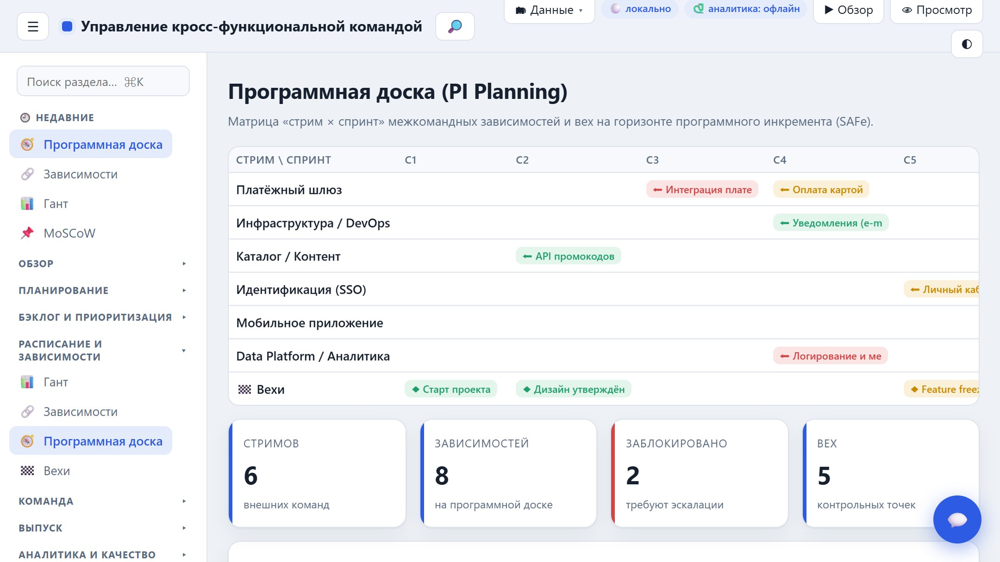 ☰ Управление кросс-функциональной командой
Данные ▾
локально
аналитика: офлайн
▶ Обзор
Просмотр
Поиск раздела... ⌘K
НЕДАВНИЕ
Программная доска
Зависимости
Гант
MoSCoW
ОБЗОР
ПЛАНИРОВАНИЕ
БЭКЛОГ И ПРИОРИТИЗАЦИЯ
РАСПИСАНИЕ И
ЗАВИСИМОСТИ
Гант
Зависимости
Программная доска
Вехи
КОМАНДА
ВЫПУСК
АНАЛИТИКА И КАЧЕСТВО
Программная доска (PI Planning)
Матрица «стрим × спринт» межкомандных зависимостей и вех на горизонте программного инкремента (SAFe).
СТРИМ \ СПРИНТ С1 С2 С3 С4 С5
Платёжный шлюз ⬅ Интеграция плате ⬅ Оплата картой
Инфраструктура / DevOps ⬅ Уведомления (e-m
Каталог / Контент ⬅ API промокодов
Идентификация (SSO) ⬅ Личный каб
Мобильное приложение
Data Platform / Аналитика ⬅ Логирование и ме
Вехи ◆ Старт проекта ◆ Дизайн утверждён ◆ Feature freez
СТРИМОВ
6
внешних команд
ЗАВИСИМОСТЕЙ
8
на программной доске
ЗАБЛОКИРОВАНО
2
требуют эскалации
ВЕХ
5
контрольных точек